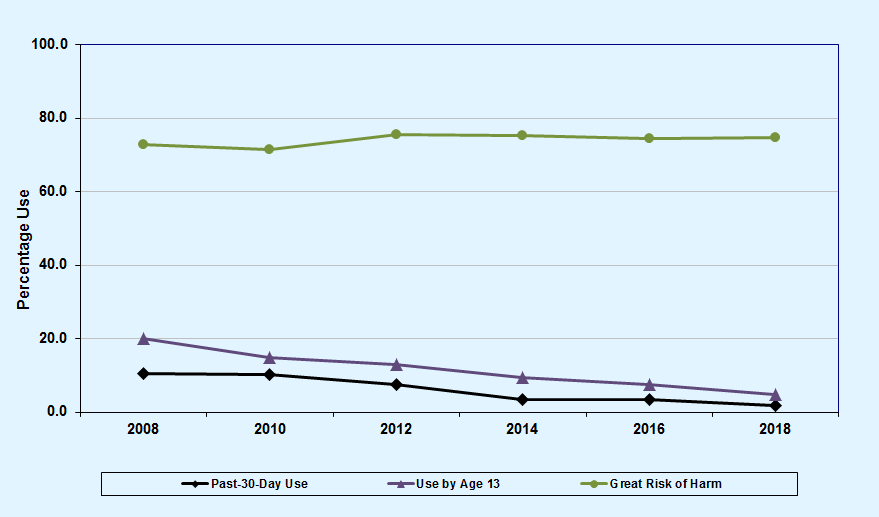 100.0
80.0
60.0
40.0
20.0
0.0
Percentage Use
2008 2010 2012 2014 2016 2018
Past-30-Day Use Use by Age 13 Great Risk of Harm